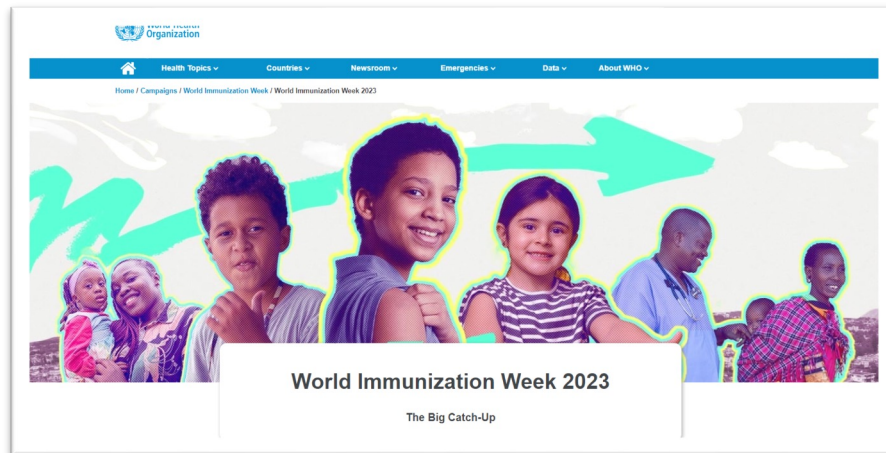 World Health
Organization
Health Topics Countries Newsroom Emergencies Data About WHO
Home / Campaigns / World Immunization Week / World Immunization Week 2023
World Immunization Week 2023
The Big Catch-Up